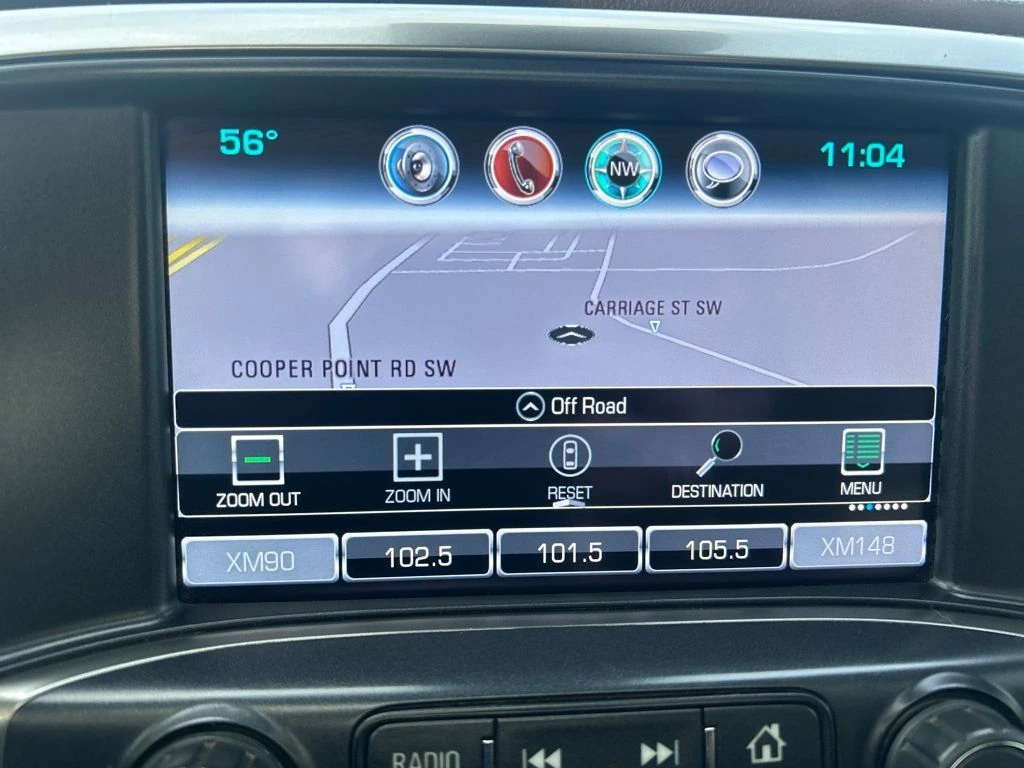 56°
NW
11:04
CARRIAGE ST SW
COOPER POINT RD SW
Off Road
ZOOM OUT
ZOOM IN
RESET
DESTINATION
MENU
XM90
102.5
101.5
105.5
XM148
RADIO